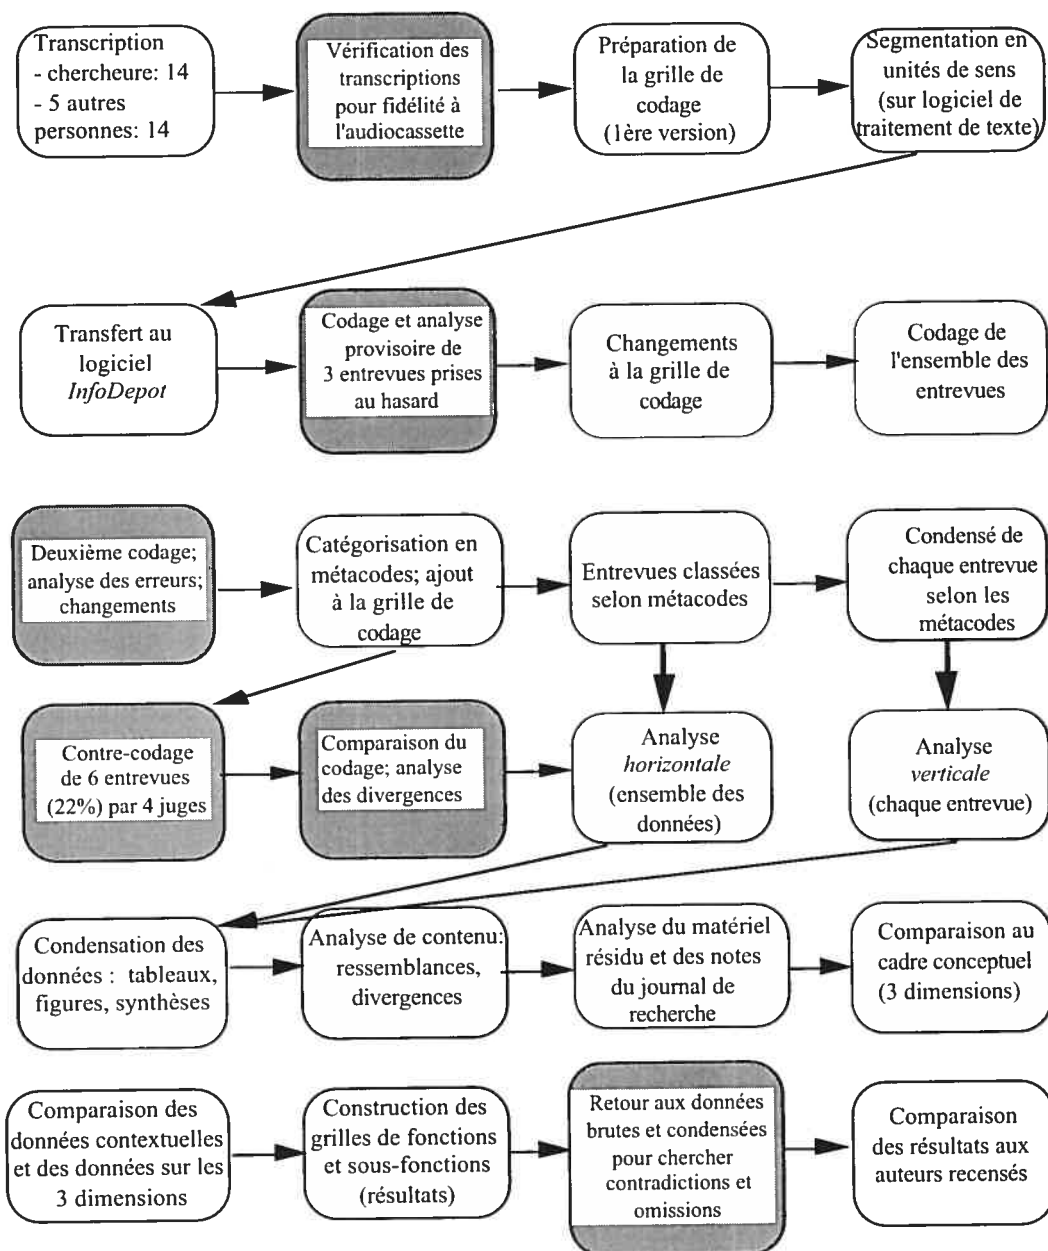 Transcription
- chercheure: 14
- 5 autres
personnes: 14
Vérification des
transcriptions
pour fidélité à
l'audiocassette
Préparation de
la grille de
codage
(1ère version)
Segmentation en
unités de sens
(sur logiciel de
traitement de texte)
Transfert au
logiciel
InfoDepot
Codage et analyse
provisoire de
3 entrevues prises
au hasard
Changements
à la grille de
codage
Codage de
l'ensemble des
entrevues
Deuxième codage;
analyse des erreurs;
changements
Catégorisation en
métacodes; ajout
à la grille de
codage
Entrevues classées
selon métacodes
Condensé de
chaque entrevue
selon les
métacodes
Contre-codage
de 6 entrevues
(22%) par 4 juges
Comparaison du
codage; analyse
des divergences
Analyse
horizontale
(ensemble des
données)
Analyse
verticale
(chaque entrevue)
Condensation des
données : tableaux,
figures, synthèses
Analyse de contenu:
ressemblances,
divergences
Analyse du matériel
résidu et des notes
du journal de
recherche
Comparaison au
cadre conceptuel
(3 dimensions)
Comparaison des
données contextuelles
et des données sur les
3 dimensions
Construction des
grilles de fonctions
et sous-fonctions
(résultats)
Retour aux données
brutes et condensées
pour chercher
contradictions et
omissions
Comparaison
des résultats aux
auteurs recensés